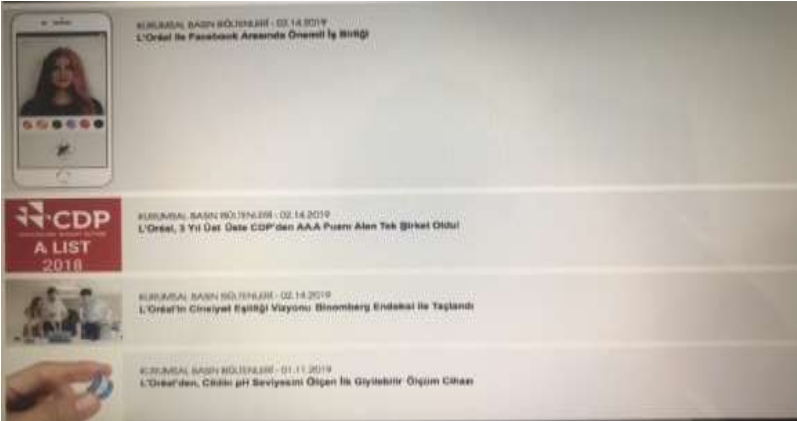 KURUMSAL BASIN BÜLTENLERİ - 02.14.2019
L'Oréal ile Facebook Arasında Önemli İş Birliği
CDP
A LIST
2018
KURUMSAL BASIN BÜLTENLERİ - 02.14.2019
L'Oréal, 3 Yıl Üst Üste CDP'den AAA Puanı Alan Tek Şirket Oldu!
KURUMSAL BASIN BÜLTENLERİ - 02.14.2019
L'Oréal'in Cinsiyet Eşitliği Vizyonu Bloomberg Endeksi ile Taçlandı
KURUMSAL BASIN BÜLTENLERİ - 01.11.2019
L'Oréal'den, Cildin pH Seviyesini Ölçen İlk Giyilebilir Ölçüm Cihazı